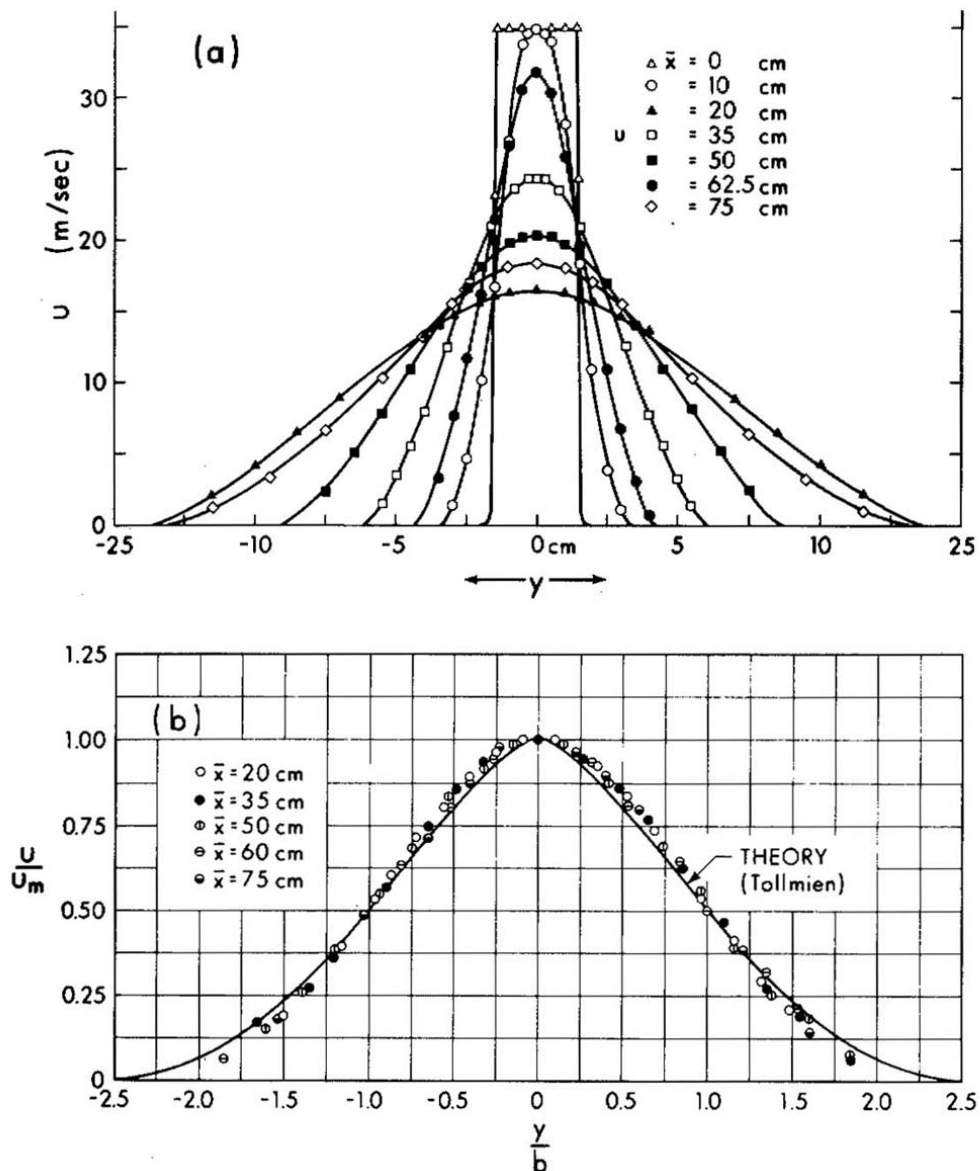 (a)
△ x̄ = 0 cm
○ = 10 cm
▲ = 20 cm
U □ = 35 cm
■ = 50 cm
● = 62.5 cm
◇ = 75 cm
U (m/sec)
30
20
10
0
-25 -10 -5 0 cm 5 10 25
y
(b)
1.25
1.00
0.75
0.50
0.25
0
U/Um
x̄ = 20 cm
x̄ = 35 cm
x̄ = 50 cm
x̄ = 60 cm
x̄ = 75 cm
THEORY
(Tollmien)
-2.5 -2.0 -1.5 -1.0 -0.5 0 0.5 1.0 1.5 2.0 2.5
y/b